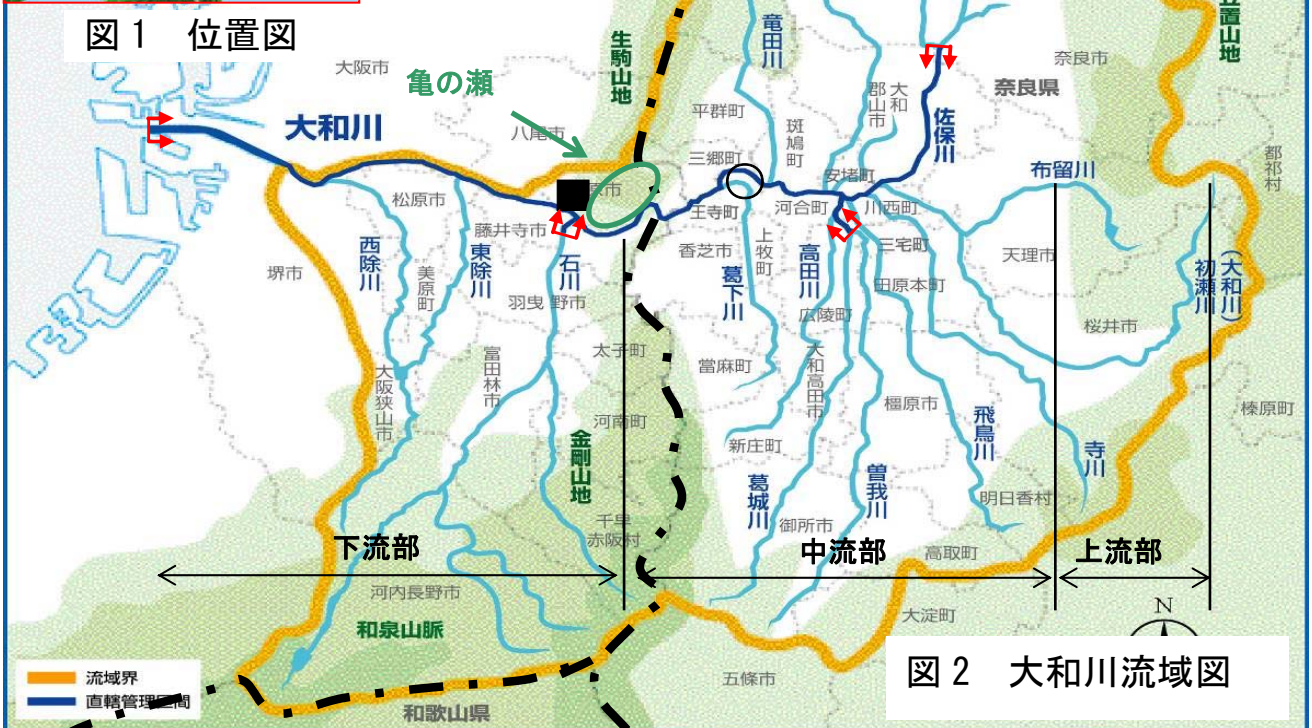 図1 位置図
大阪市
亀の瀬
生駒山地
竜田川
奈良市
奈良県
大和川
八尾市
平群町
斑鳩町
大和
郡山市
佐保川
三郷町
安堵町
布留川
都祁村
松原市
原市
王寺町
河合町
川西町
藤井寺市
三宅町
天理市
香芝市
上牧町
堺市
西除川
美原町
東除川
石川
羽曳野市
葛下川
高田川
田原本町
初瀬川
(大和川)
広陵町
桜井市
太子町
當麻町
大和高田市
富田林市
大阪狭山市
橿原市
榛原町
河南町
新庄町
飛鳥川
寺川
金剛山地
葛城川
曽我川
明日香村
千早
赤阪村
御所市
下流部
中流部
高取町
上流部
河内長野市
大淀町
N
和泉山脈
図2 大和川流域図
流域界
直轄管理区間
五條市
和歌山県